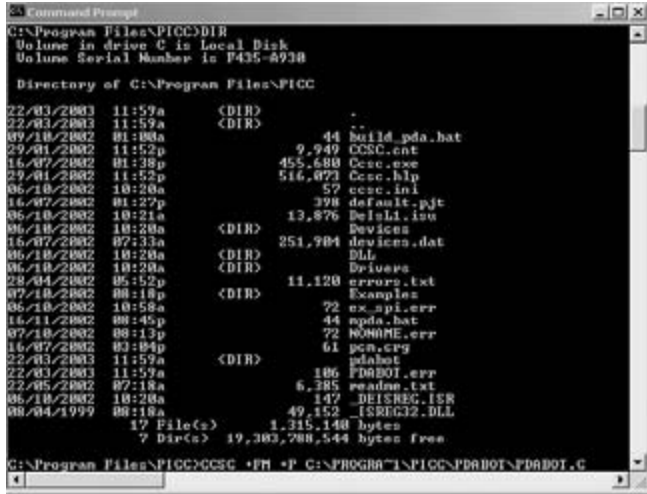 Command Prompt
C:\Program Files\PICC>DIR
Volume in drive C is Local Disk
Volume Serial Number is F435-A930
Directory of C:\Program Files\PICC
22/03/2003 11:59a <DIR> .
22/03/2003 11:59a <DIR> ..
09/10/2002 01:00a 44 build_pda.bat
29/01/2002 11:52p 9,949 CCSC.cnt
16/07/2002 01:38p 455,680 Ccsc.exe
29/01/2002 11:52p 516,073 Ccsc.hlp
06/10/2002 10:20a 57 ccsc.ini
16/07/2002 01:27p 398 default.pjt
06/10/2002 10:21a 13,876 DeIsL1.isu
06/10/2002 10:20a <DIR> Devices
16/07/2002 07:33a 251,904 devices.dat
06/10/2002 10:20a <DIR> DLL
06/10/2002 10:20a <DIR> Drivers
28/04/2002 05:52p 11,120 errors.txt
07/10/2002 08:18p <DIR> Examples
06/10/2002 10:58a 72 ex_spi.err
16/11/2002 08:45p 44 mpda.bat
07/10/2002 08:13p 72 NONAME.err
16/07/2002 03:04p 61 pcm.crg
22/03/2003 11:59a <DIR> pdabot
22/03/2003 11:59a 106 PDABOT.err
22/05/2002 07:18a 6,385 readme.txt
06/10/2002 10:20a 147 _DEISREG.ISR
08/04/1999 08:18a 49,152 _ISREG32.DLL
17 File(s) 1,315,140 bytes
7 Dir(s) 19,303,788,544 bytes free
C:\Program Files\PICC>CCSC +FM +P C:\PROGRA~1\PICC\PDABOT\PDABOT.C